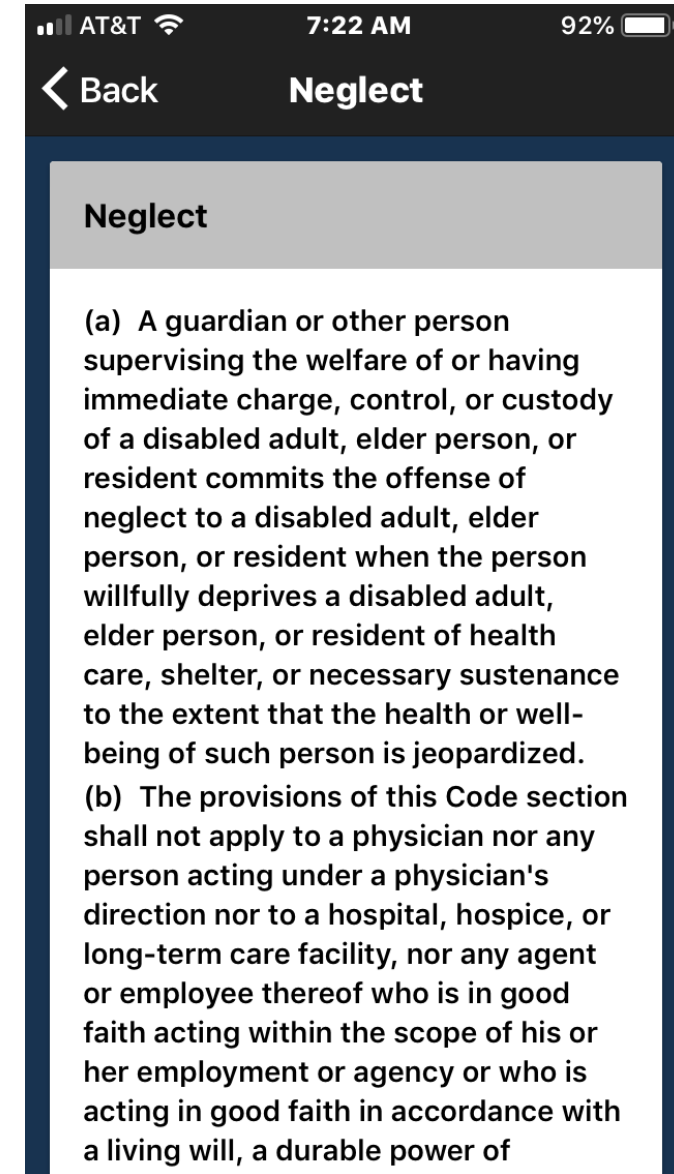 AT&T 7:22 AM 92%
Back Neglect
Neglect
(a) A guardian or other person
supervising the welfare of or having
immediate charge, control, or custody
of a disabled adult, elder person, or
resident commits the offense of
neglect to a disabled adult, elder
person, or resident when the person
willfully deprives a disabled adult,
elder person, or resident of health
care, shelter, or necessary sustenance
to the extent that the health or well-
being of such person is jeopardized.
(b) The provisions of this Code section
shall not apply to a physician nor any
person acting under a physician's
direction nor to a hospital, hospice, or
long-term care facility, nor any agent
or employee thereof who is in good
faith acting within the scope of his or
her employment or agency or who is
acting in good faith in accordance with
a living will, a durable power of